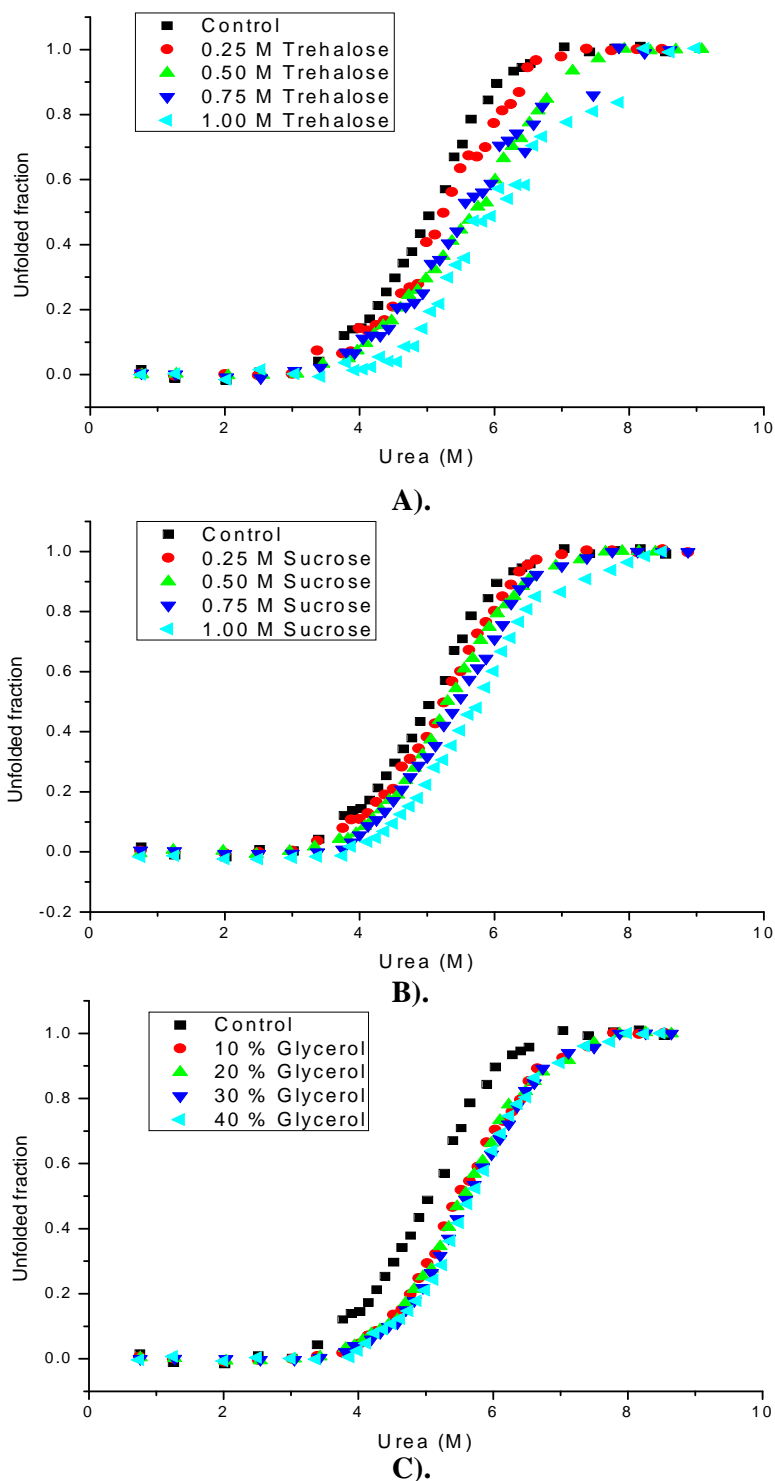 Control
0.25 M Trehalose
0.50 M Trehalose
0.75 M Trehalose
1.00 M Trehalose
Unfolded fraction
1.0
0.8
0.6
0.4
0.2
0.0
0 2 4 6 8 10
Urea (M)
A).
Control
0.25 M Sucrose
0.50 M Sucrose
0.75 M Sucrose
1.00 M Sucrose
Unfolded fraction
1.0
0.8
0.6
0.4
0.2
0.0
-0.2
0 2 4 6 8 10
Urea (M)
B).
Control
10 % Glycerol
20 % Glycerol
30 % Glycerol
40 % Glycerol
Unfolded fraction
1.0
0.8
0.6
0.4
0.2
0.0
0 2 4 6 8 10
Urea (M)
C).